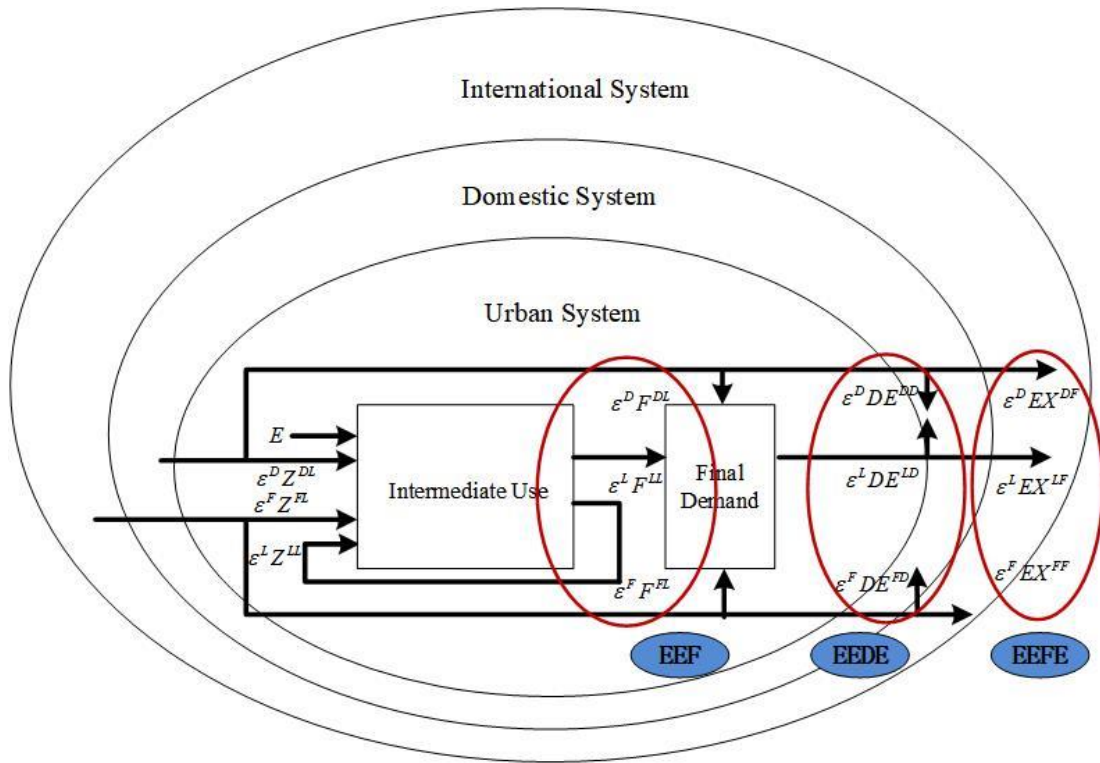 International System
Domestic System
Urban System
ε^D F^{DL}
ε^D DE^{DD}
ε^D EX^{DF}
E
ε^D Z^{DL}
Intermediate Use
ε^L F^{LL}
Final
Demand
ε^L DE^{LD}
ε^L EX^{LF}
ε^F Z^{FL}
ε^L Z^{LL}
ε^F F^{FL}
ε^F DE^{FD}
ε^F EX^{FF}
EEF
EEDE
EEFE